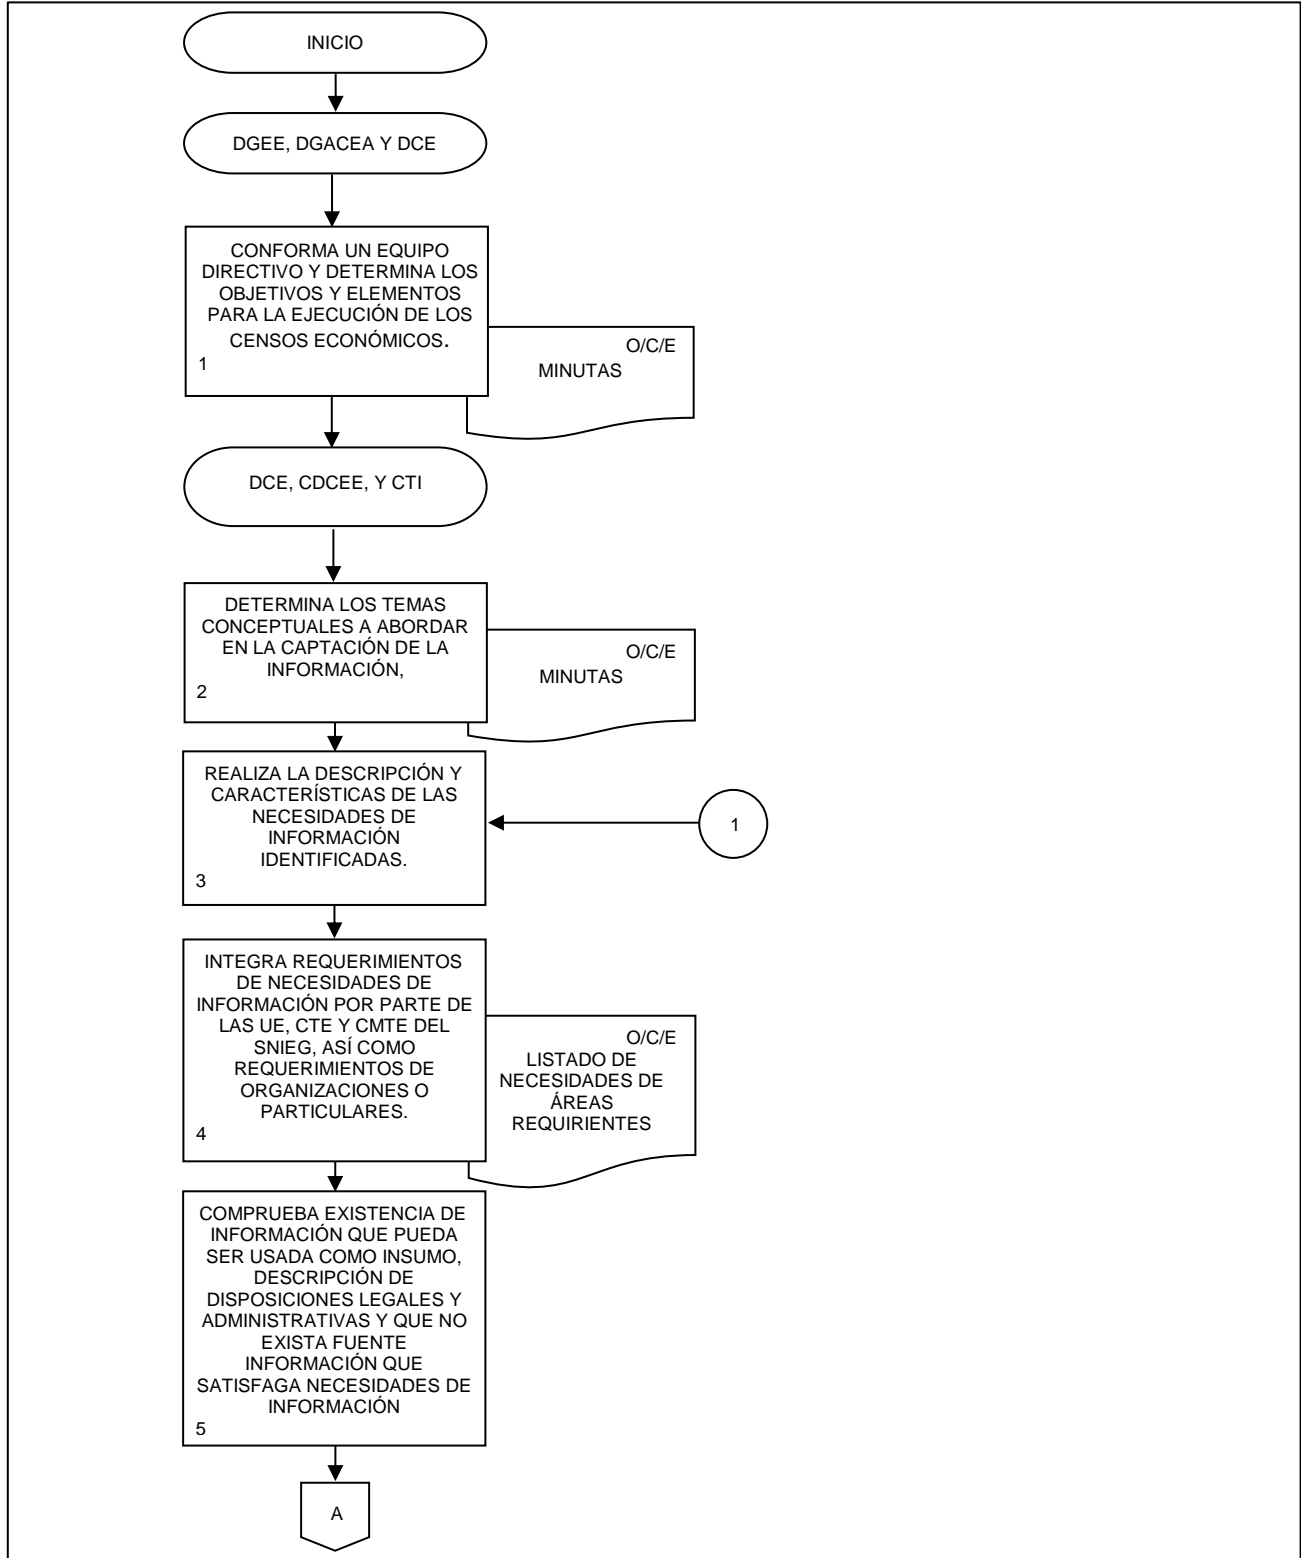 INICIO
DGEE, DGACEA Y DCE
CONFORMA UN EQUIPO
DIRECTIVO Y DETERMINA LOS
OBJETIVOS Y ELEMENTOS
PARA LA EJECUCIÓN DE LOS
CENSOS ECONÓMICOS.
1
O/C/E
MINUTAS
DCE, CDCEE, Y CTI
DETERMINA LOS TEMAS
CONCEPTUALES A ABORDAR
EN LA CAPTACIÓN DE LA
INFORMACIÓN,
2
O/C/E
MINUTAS
REALIZA LA DESCRIPCIÓN Y
CARACTERÍSTICAS DE LAS
NECESIDADES DE
INFORMACIÓN
IDENTIFICADAS.
3
1
INTEGRA REQUERIMIENTOS
DE NECESIDADES DE
INFORMACIÓN POR PARTE DE
LAS UE, CTE Y CMTE DEL
SNIEG, ASÍ COMO
REQUERIMIENTOS DE
ORGANIZACIONES O
PARTICULARES.
4
O/C/E
LISTADO DE
NECESIDADES DE
ÁREAS
REQUIRIENTES
COMPRUEBA EXISTENCIA DE
INFORMACIÓN QUE PUEDA
SER USADA COMO INSUMO,
DESCRIPCIÓN DE
DISPOSICIONES LEGALES Y
ADMINISTRATIVAS Y QUE NO
EXISTA FUENTE
INFORMACIÓN QUE
SATISFAGA NECESIDADES DE
INFORMACIÓN
5
A